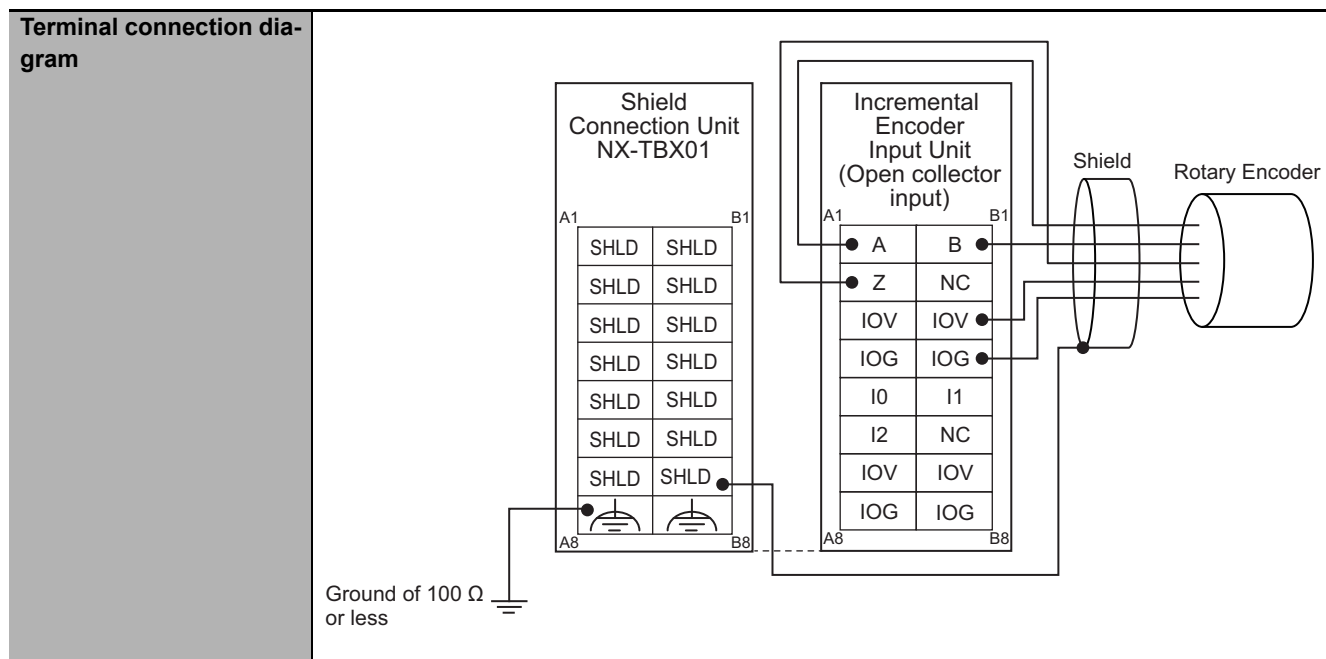 Terminal connection dia-
gram
Shield
Connection Unit
NX-TBX01
A1 B1
SHLD SHLD
SHLD SHLD
SHLD SHLD
SHLD SHLD
SHLD SHLD
SHLD SHLD
SHLD SHLD
A8 B8
Ground of 100 Ω
or less
Incremental
Encoder
Input Unit
(Open collector
input)
A1 B1
A B
Z NC
IOV IOV
IOG IOG
I0 I1
I2 NC
IOV IOV
IOG IOG
A8 B8
Shield
Rotary Encoder